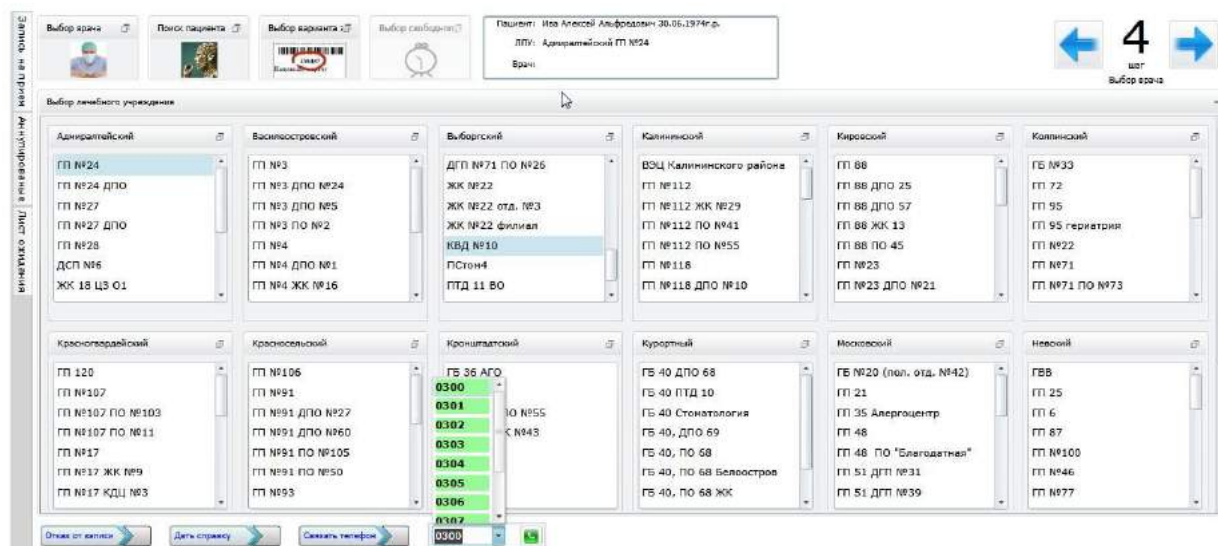 Запись на прием
Аннулированные
Лист ожидания
Выбор врача
Поиск пациента
Выбор варианта з
Выбор свободног
Пациент: Ива Алексей Альфредович 30.06.1974г.р.
ЛПУ: Адмиралтейский ГП №24
Врач:
4
шаг
Выбор врача
Выбор лечебного учреждения
Адмиралтейский
ГП №24
ГП №24 ДПО
ГП №27
ГП №27 ДПО
ГП №28
ДСП №6
ЖК 18 ЦЗ О1
Василеостровский
ГП №3
ГП №3 ДПО №24
ГП №3 ДПО №5
ГП №3 ПО №2
ГП №4
ГП №4 ДПО №1
ГП №4 ЖК №16
Выборгский
ДГП №71 ПО №26
ЖК №22
ЖК №22 отд. №3
ЖК №22 филиал
КВД №10
ПСтом4
ПТД 11 ВО
Калининский
ВЭЦ Калининского района
ГП №112
ГП №112 ЖК №29
ГП №112 ПО №41
ГП №112 ПО №55
ГП №118
ГП №118 ДПО №10
Кировский
ГП 88
ГП 88 ДПО 25
ГП 88 ДПО 57
ГП 88 ЖК 13
ГП 88 ПО 45
ГП №23
ГП №23 ДПО №21
Колпинский
ГБ №33
ГП 72
ГП 95
ГП 95 гериатрия
ГП №22
ГП №71
ГП №71 ПО №73
Красногвардейский
ГП 120
ГП №107
ГП №107 ПО №103
ГП №107 ПО №11
ГП №17
ГП №17 ЖК №9
ГП №17 КДЦ №3
Красносельский
ГП №106
ГП №91
ГП №91 ДПО №27
ГП №91 ДПО №60
ГП №91 ПО №105
ГП №91 ПО №50
ГП №93
Кронштадтский
ГБ 36 АГО
ПО №55
К №43
Курортный
ГБ 40 ДПО 68
ГБ 40 ПТД 10
ГБ 40 Стоматология
ГБ 40, ДПО 69
ГБ 40, ПО 68
ГБ 40, ПО 68 Белоостров
ГБ 40, ПО 68 ЖК
Московский
ГБ №20 (пол. отд. №42)
ГП 21
ГП 35 Алергоцентр
ГП 48
ГП 48 ПО "Благодатная"
ГП 51 ДГП №31
ГП 51 ДГП №39
Невский
ГВВ
ГП 25
ГП 6
ГП 87
ГП №100
ГП №46
ГП №77
0300
0301
0302
0303
0304
0305
0306
0307
Отказ от записи
Дать справку
Связать телефон
0300